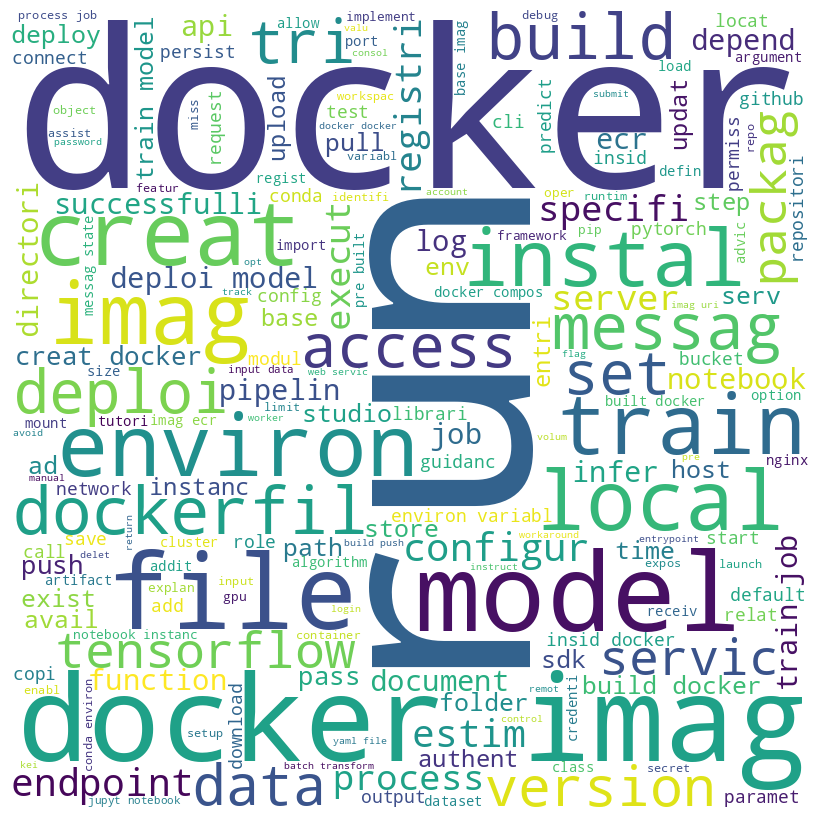 process job
allow
implement
debug
locat
deploy
api
tri
valu
port
consol
build
depend
connect
persist
docker
base imag
argument
load
github
object
train model
miss
request
upload
workspac
test
registri
cli
predict
submit
ecr
updat
permiss
repo
packag
assist
password
docker docker
pull
variabl
insid
defin
repositori
featur
regist
conda
identifi
account
oper
runtim
step
directori
successfulli
creat
import
execut
pre built
log
framework
specifi
pip
pytorch
advic
messag state
deploi model
opt
track
config
base
env
instal
docker compos
server
imag uri
serv
imag
access
run
entri
messag
creat docker
modul
size
input data
web servic
flag
set
bucket
notebook
deploi
pipelin
mount
tutori
imag ecr
limit
studio
librari
built docker
option
avoid
worker
job
train
volum
environ
ad
manual
guidanc
infer
host
pre
nginx
network
instanc
dockerfil
store
environ variabl
local
save
cluster
role
path
build push
configur
workaround
entrypoint
start
call
return
delet
time
push
artifact
addit
algorithm
instruct
expos
launch
default
exist
explan
input
file
model
add
gpu
login
receiv
relat
train job
avail
notebook instanc
container
insid docker
tensorflow
sdk
servic
copi
function
pass
document
remot
credenti
build docker
enabl
conda environ
download
folder
docker imag
setup
yaml file
control
estim
kei
batch transform
authent
class
secret
endpoint
data
process
version
paramet
jupyt notebook
output
dataset